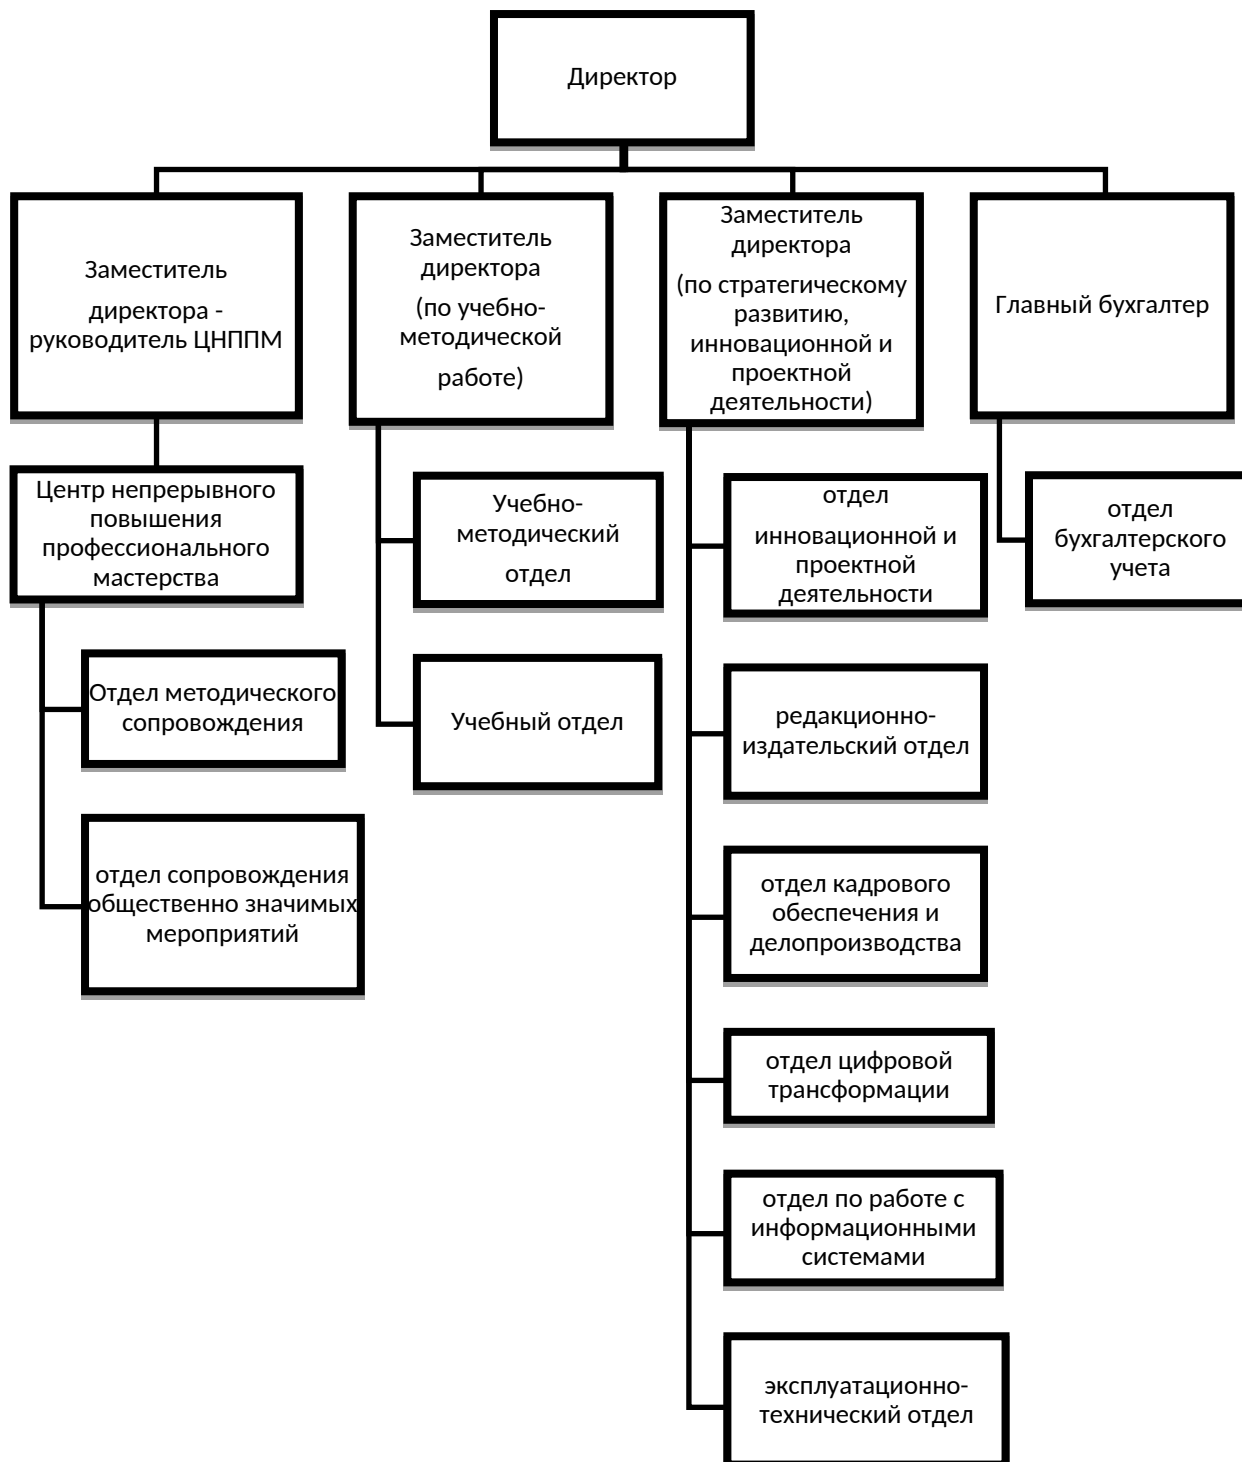 Директор
Заместитель
директора -
руководитель ЦНППМ
Заместитель
директора
(по учебно-
методической
работе)
Заместитель
директора
(по стратегическому
развитию,
инновационной и
проектной
деятельности)
Главный бухгалтер
Центр непрерывного
повышения
профессионального
мастерства
Отдел методического
сопровождения
отдел сопровождения
общественно значимых
мероприятий
Учебно-
методический
отдел
Учебный отдел
отдел
инновационной и
проектной
деятельности
редакционно-
издательский отдел
отдел кадрового
обеспечения и
делопроизводства
отдел цифровой
трансформации
отдел по работе с
информационными
системами
эксплуатационно-
технический отдел
отдел
бухгалтерского
учета